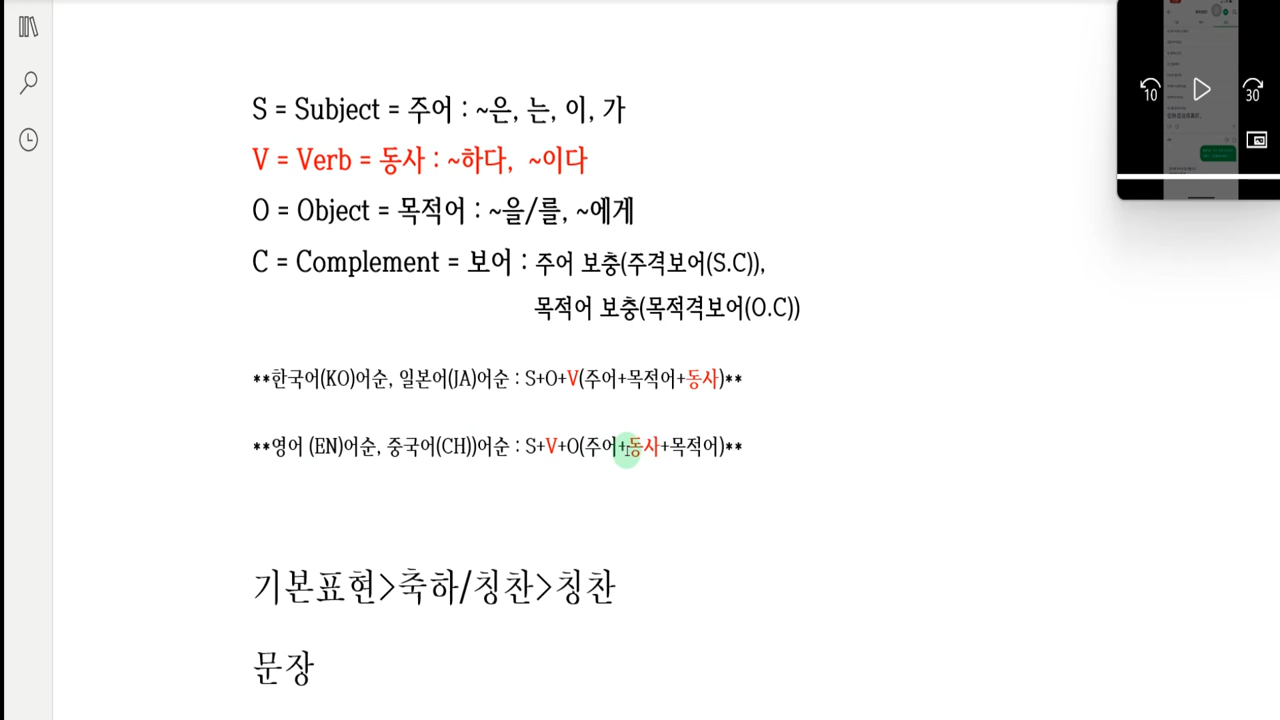 S = Subject = 주어 : ~은, 는, 이, 가
V = Verb = 동사 : ~하다, ~이다
O = Object = 목적어 : ~을/를, ~에게
C = Complement = 보어 : 주어 보충(주격보어(S.C)),
목적어 보충(목적격보어(O.C))
**한국어(KO)어순, 일본어(JA)어순 : S+O+V(주어+목적어+동사)**
**영어 (EN)어순, 중국어(CH))어순 : S+V+O(주어+동사+목적어)**
기본표현>축하/칭찬>칭찬
문장
10
30